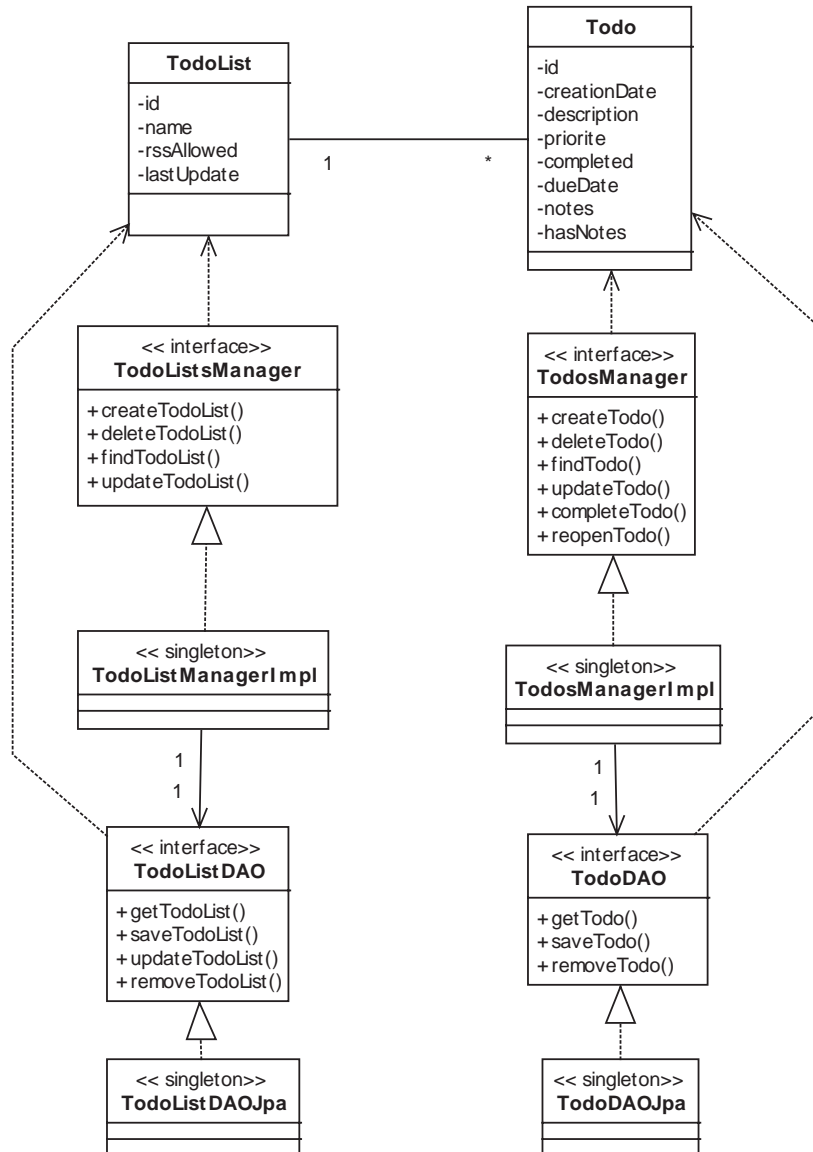 TodoList
-id
-name
-rssAllowed
-lastUpdate
1
*
Todo
-id
-creationDate
-description
-priorite
-completed
-dueDate
-notes
-hasNotes
<< interface>>
TodoListsManager
+createTodoList()
+deleteTodoList()
+findTodoList()
+updateTodoList()
<< interface>>
TodosManager
+createTodo()
+deleteTodo()
+findTodo()
+updateTodo()
+completeTodo()
+reopenTodo()
<< singleton>>
TodoListManagerImpl
<< singleton>>
TodosManagerImpl
1
1
1
1
<< interface>>
TodoListDAO
+getTodoList()
+saveTodoList()
+updateTodoList()
+removeTodoList()
<< interface>>
TodoDAO
+getTodo()
+saveTodo()
+removeTodo()
<< singleton>>
TodoListDAOJpa
<< singleton>>
TodoDAOJpa